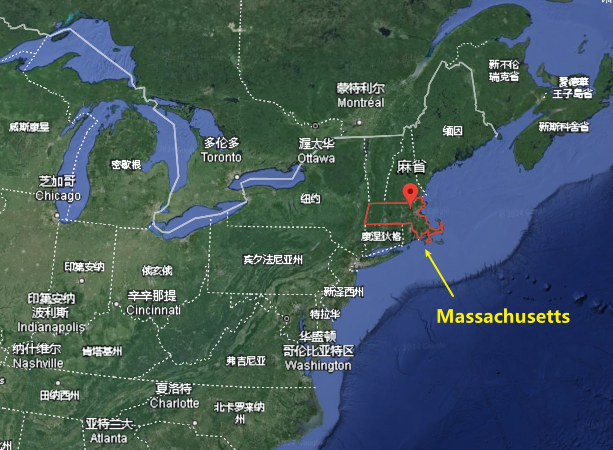 新不伦
瑞克省
爱德华
王子岛省
蒙特利尔
Montréal
威斯康星
缅因
新斯科舍省
多伦多
Toronto
渥太华
Ottawa
密歇根
麻省
芝加哥
Chicago
纽约
康涅狄格
宾夕法尼亚州
印第安纳
俄亥俄
新泽西州
印第安纳
波利斯
Indianapolis
辛辛那提
Cincinnati
特拉华
Massachusetts
华盛顿
哥伦比亚特区
Washington
纳什维尔
Nashville
肯塔基州
弗吉尼亚
s
田纳西州
夏洛特
Charlotte
北卡罗来纳
州
亚特兰大
Atlanta
州